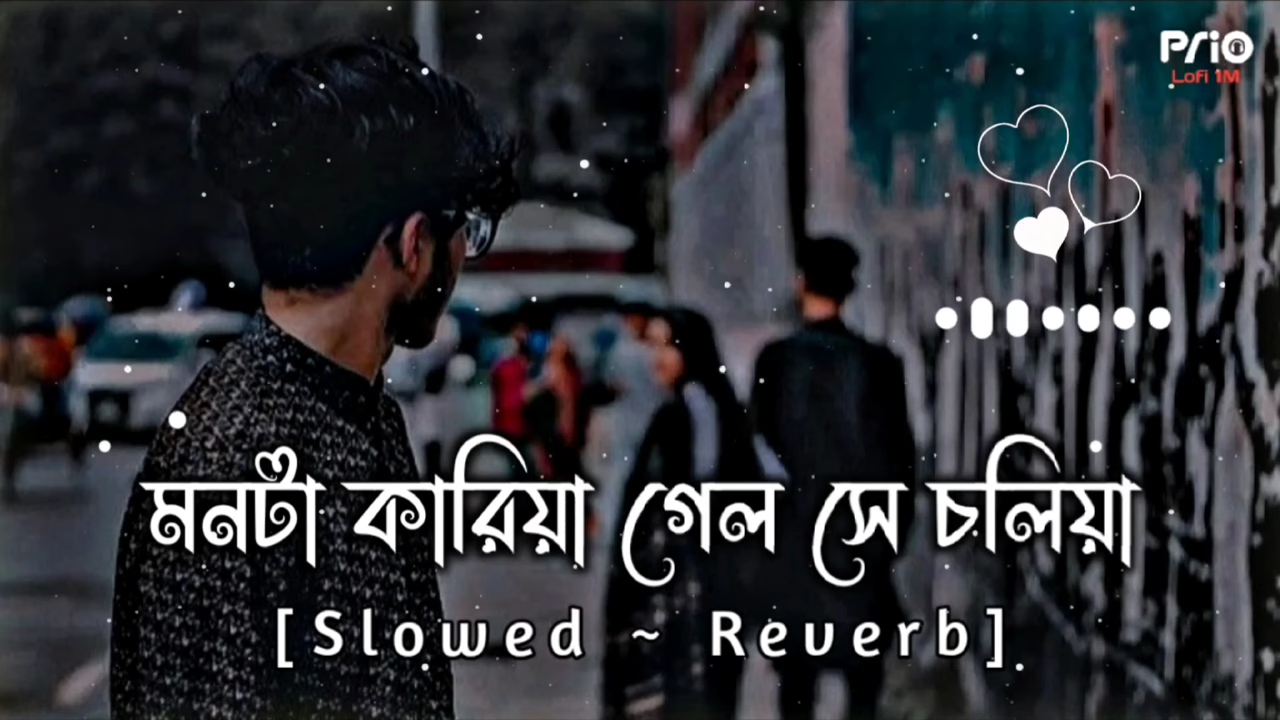 Prio
Lofi 1M
মনটা কারিয়া গেল সে চলিয়া
[Slowed ~ Reverb]